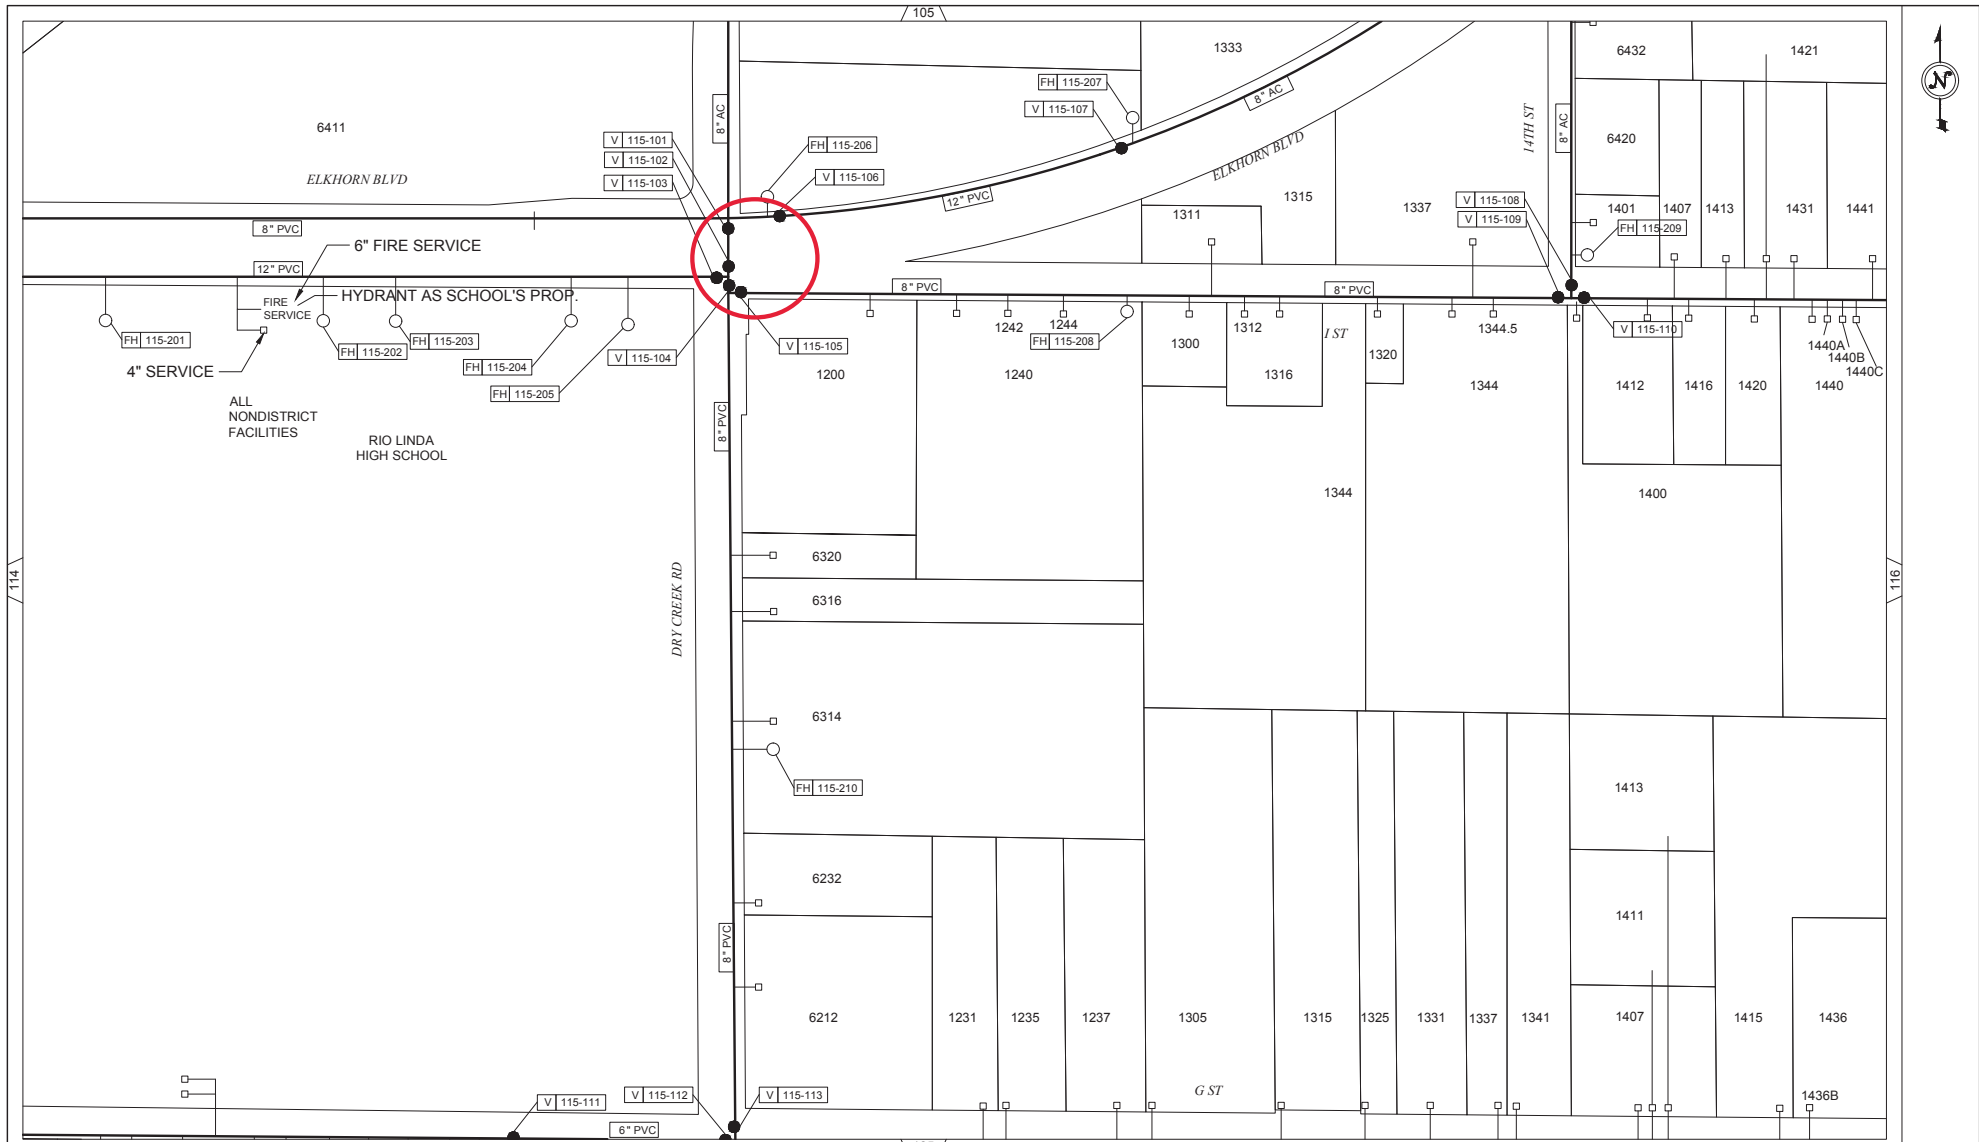 105
1333
6432
1421
FH 115-207
V 115-107
8" AC
8" AC
14TH ST
8" AC
N
6411
V 115-101
V 115-102
V 115-103
FH 115-206
V 115-106
6420
ELKHORN BLVD
ELKHORN BLVD
12" PVC
1315
1337
1311
V 115-108
V 115-109
1401
1407
1413
1431
1441
FH 115-209
8" PVC
6" FIRE SERVICE
12" PVC
FIRE
SERVICE
HYDRANT AS SCHOOL'S PROP.
8" PVC
8" PVC
FH 115-201
FH 115-202
FH 115-203
FH 115-204
FH 115-205
V 115-104
V 115-105
1242
1244
FH 115-208
1312
1300
I ST
1320
1344.5
V 115-110
1440A
1440B
1440C
4" SERVICE
1200
1240
1316
1344
1412
1416
1420
1440
ALL
NONDISTRICT
FACILITIES
RIO LINDA
HIGH SCHOOL
8" PVC
1344
1400
6320
114
116
DRY CREEK RD
6316
6314
FH 115-210
1413
6232
1411
8" PVC
6212
1231
1235
1237
1305
1315
1325
1331
1337
1341
1407
1415
1436
G ST
1436B
V 115-111
V 115-112
V 115-113
6" PVC